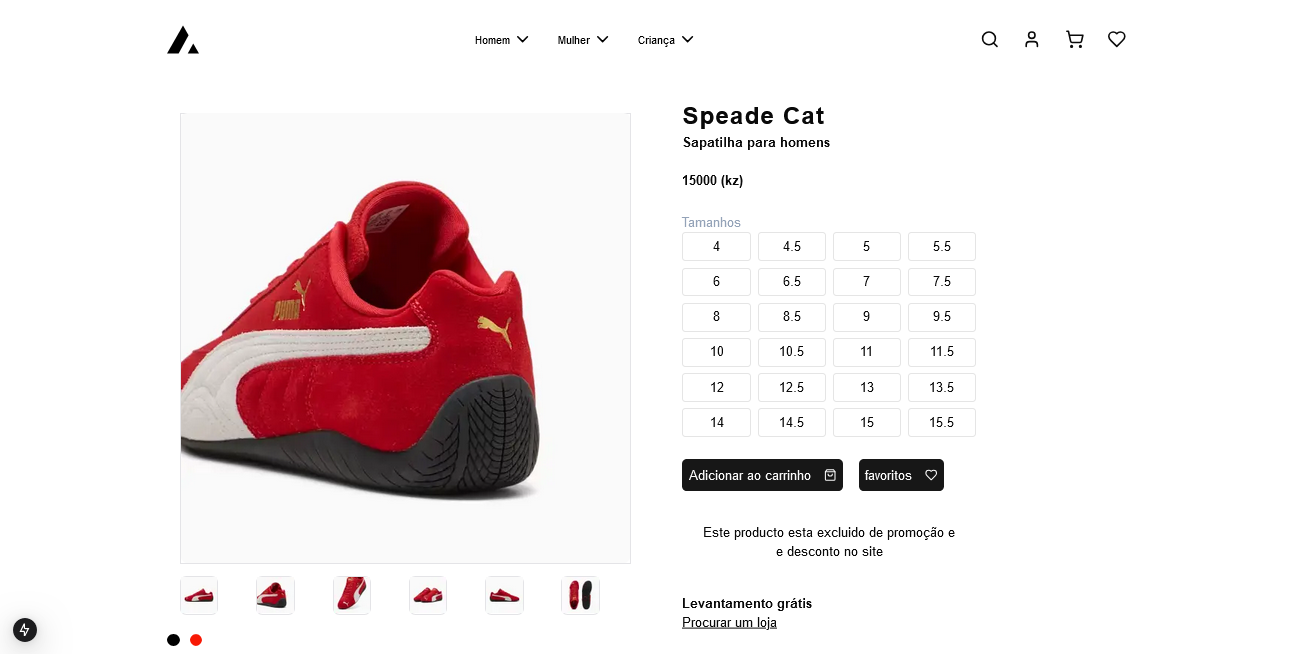 Homem
Mulher
Criança
Speade Cat
Sapatilha para homens
15000 (kz)
Tamanhos
4 4.5 5 5.5
6 6.5 7 7.5
8 8.5 9 9.5
10 10.5 11 11.5
12 12.5 13 13.5
14 14.5 15 15.5
PUMA
Adicionar ao carrinho
favoritos
Este producto esta excluido de promoção e
e desconto no site
Levantamento grátis
Procurar um loja